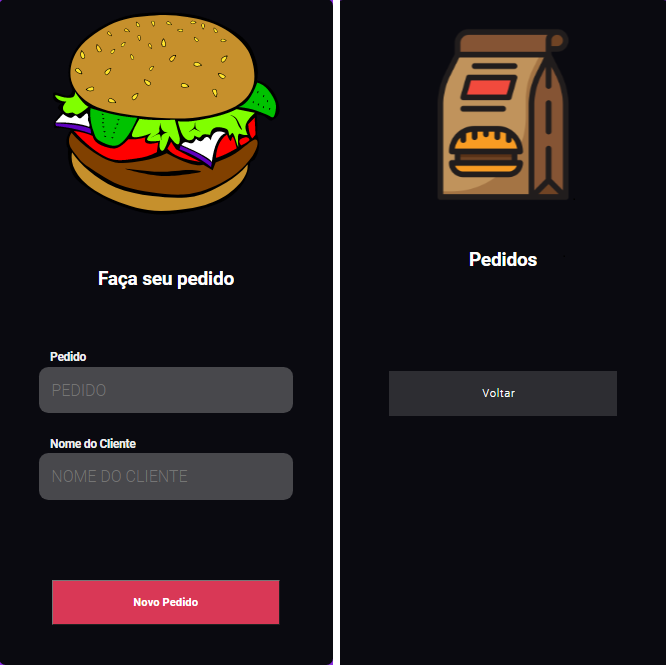 Faça seu pedido
Pedido
PEDIDO
Nome do Cliente
NOME DO CLIENTE
Novo Pedido
Pedidos
Voltar